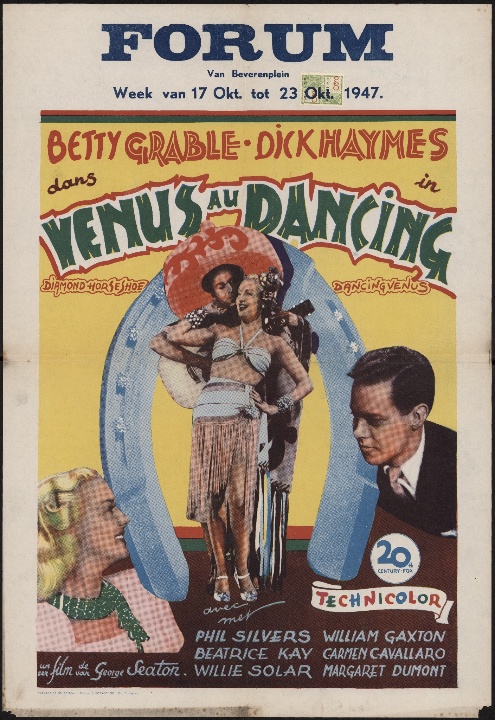 FORUM
Van Beverenplein
Week van 17 Okt. tot 23 Okt. 1947.
BETTY GRABLE · DICK HAYMES
dans in
VENUS AU DANCING
DIAMOND HORSESHOE DANCING VENUS
20th
CENTURY-FOX
TECHNICOLOR
avec
met
PHIL SILVERS WILLIAM GAXTON
BEATRICE KAY CARMEN CAVALLARO
WILLIE SOLAR MARGARET DUMONT
un film de George Seaton.
een film van